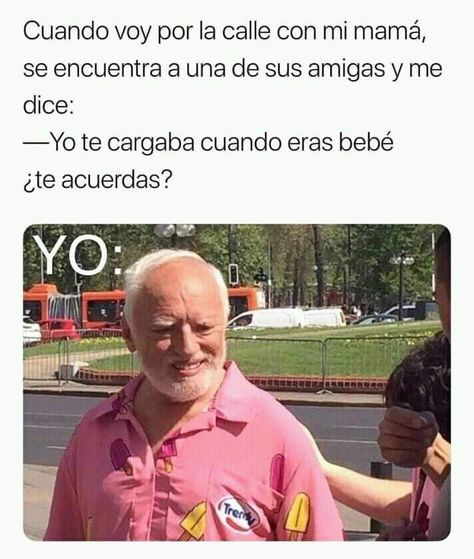 Cuando voy por la calle con mi mamá,
se encuentra a una de sus amigas y me
dice:
—Yo te cargaba cuando eras bebé
¿te acuerdas?
YO:
Trendy